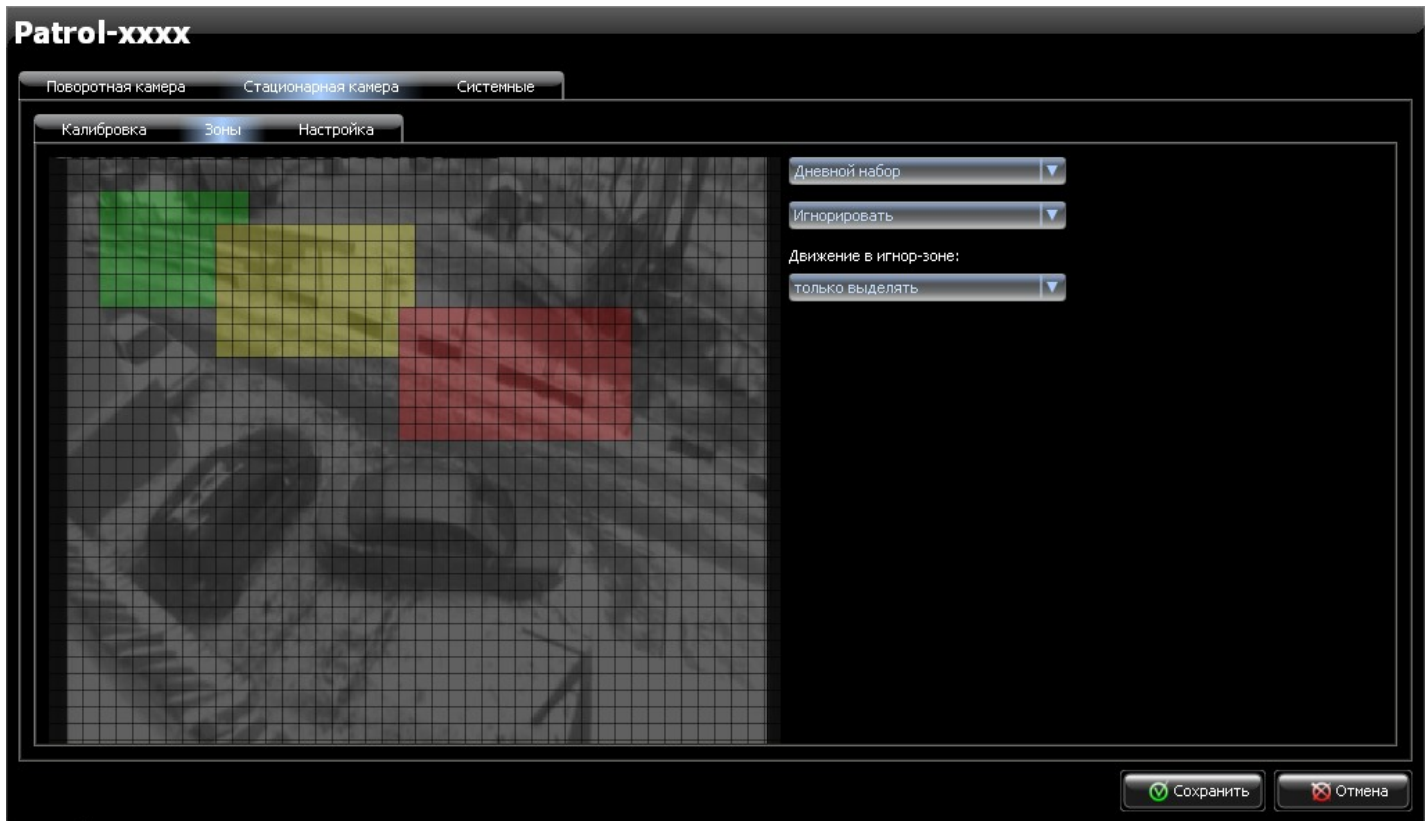 Patrol-xxxx
Поворотная камера Стационарная камера Системные
Калибровка Зоны Настройка
Дневной набор
Игнорировать
Движение в игнор-зоне:
только выделять
Сохранить Отмена